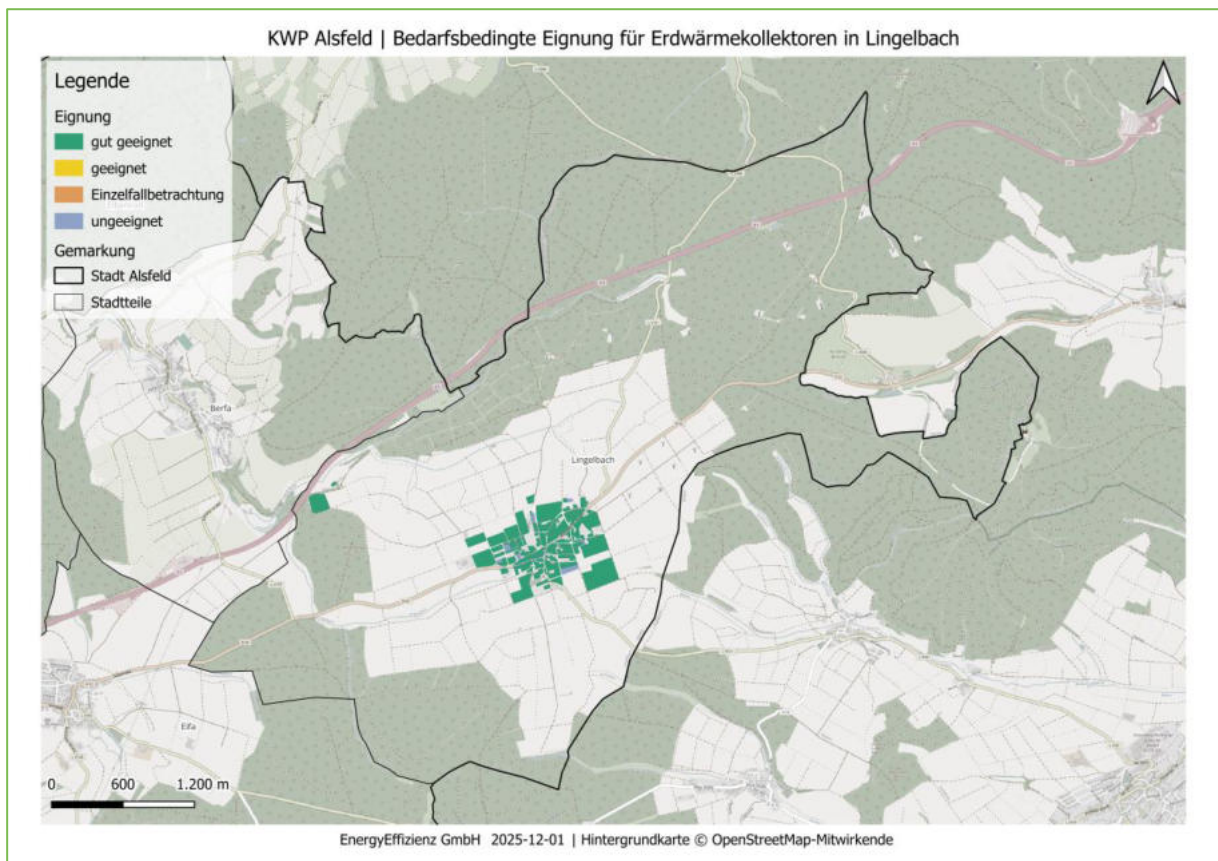 KWP Alsfeld | Bedarfsbedingte Eignung für Erdwärmekollektoren in Lingelbach
Legende
Eignung
gut geeignet
geeignet
Einzelfallbetrachtung
ungeeignet
Gemarkung
Stadt Alsfeld
Stadtteile
Berfa
Lingelbach
Eifa
0 600 1.200 m
EnergyEffizienz GmbH 2025-12-01 | Hintergrundkarte © OpenStreetMap-Mitwirkende